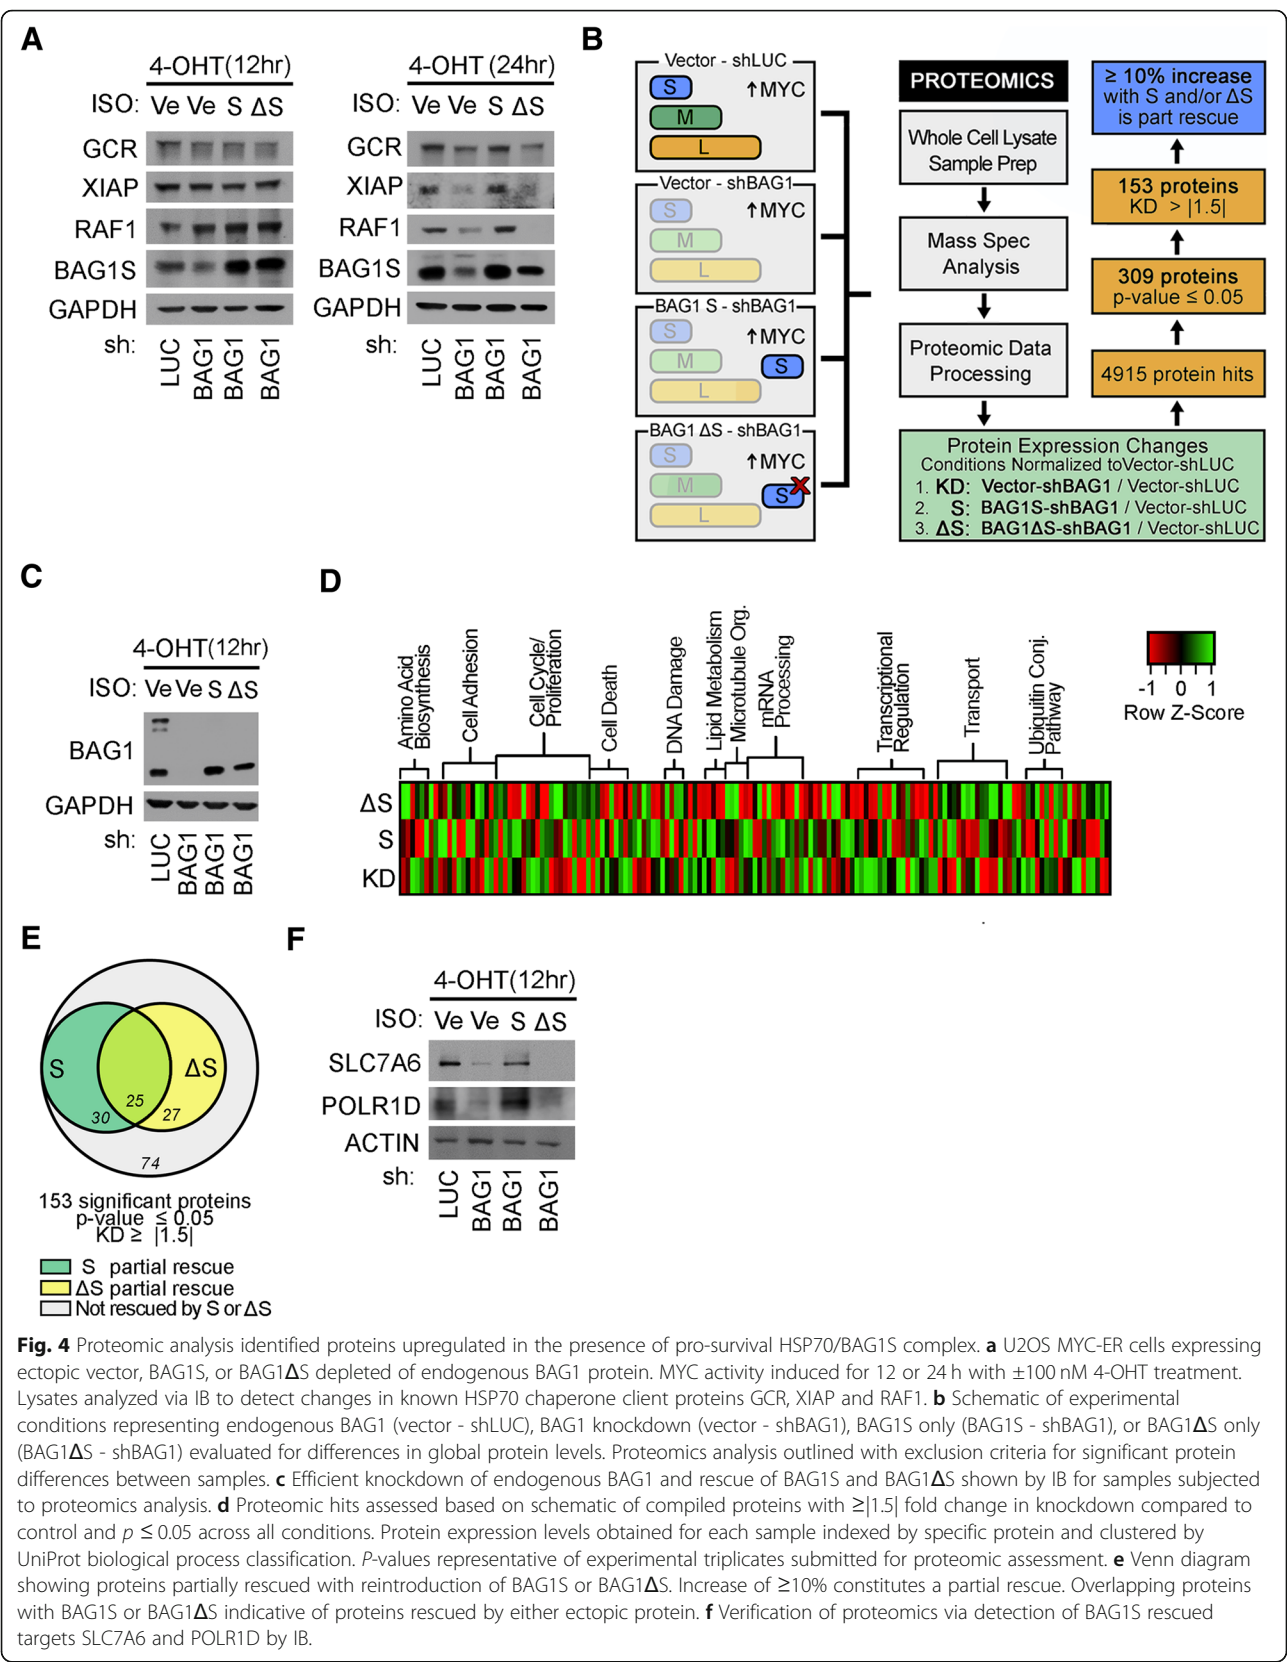 A
4-OHT(12hr)
ISO: Ve Ve S ΔS
GCR
XIAP
RAF1
BAG1S
GAPDH
sh:
LUC
BAG1
BAG1
BAG1
4-OHT (24hr)
ISO: Ve Ve S ΔS
GCR
XIAP
RAF1
BAG1S
GAPDH
sh:
LUC
BAG1
BAG1
BAG1
B
Vector - shLUC
S
↑MYC
M
L
Vector - shBAG1
S
↑MYC
M
L
BAG1 S - shBAG1
S
↑MYC
M
S
L
BAG1 ΔS - shBAG1
S
↑MYC
M
S
L
PROTEOMICS
Whole Cell Lysate
Sample Prep
Mass Spec
Analysis
Proteomic Data
Processing
≥ 10% increase
with S and/or ΔS
is part rescue
153 proteins
KD > |1.5|
309 proteins
p-value ≤ 0.05
4915 protein hits
Protein Expression Changes
Conditions Normalized toVector-shLUC
1. KD: Vector-shBAG1 / Vector-shLUC
2. S: BAG1S-shBAG1 / Vector-shLUC
3. ΔS: BAG1ΔS-shBAG1 / Vector-shLUC
C
4-OHT(12hr)
ISO: Ve Ve S ΔS
BAG1
GAPDH
sh:
LUC
BAG1
BAG1
BAG1
D
Amino Acid
Biosynthesis
Cell Adhesion
Cell Cycle/
Proliferation
Cell Death
DNA Damage
Lipid Metabolism
Microtubule Org.
mRNA
Processing
Transcriptional
Regulation
Transport
Ubiquitin Conj.
Pathway
-1 0 1
Row Z-Score
ΔS
S
KD
E
S
ΔS
25
30
27
74
153 significant proteins
p-value ≤ 0.05
KD ≥ |1.5|
S partial rescue
ΔS partial rescue
Not rescued by S or ΔS
F
4-OHT(12hr)
ISO: Ve Ve S ΔS
SLC7A6
POLR1D
ACTIN
sh:
LUC
BAG1
BAG1
BAG1
Fig. 4 Proteomic analysis identified proteins upregulated in the presence of pro-survival HSP70/BAG1S complex. a U2OS MYC-ER cells expressing
ectopic vector, BAG1S, or BAG1ΔS depleted of endogenous BAG1 protein. MYC activity induced for 12 or 24 h with ±100 nM 4-OHT treatment.
Lysates analyzed via IB to detect changes in known HSP70 chaperone client proteins GCR, XIAP and RAF1. b Schematic of experimental
conditions representing endogenous BAG1 (vector - shLUC), BAG1 knockdown (vector - shBAG1), BAG1S only (BAG1S - shBAG1), or BAG1ΔS only
(BAG1ΔS - shBAG1) evaluated for differences in global protein levels. Proteomics analysis outlined with exclusion criteria for significant protein
differences between samples. c Efficient knockdown of endogenous BAG1 and rescue of BAG1S and BAG1ΔS shown by IB for samples subjected
to proteomics analysis. d Proteomic hits assessed based on schematic of compiled proteins with ≥|1.5| fold change in knockdown compared to
control and p ≤ 0.05 across all conditions. Protein expression levels obtained for each sample indexed by specific protein and clustered by
UniProt biological process classification. P-values representative of experimental triplicates submitted for proteomic assessment. e Venn diagram
showing proteins partially rescued with reintroduction of BAG1S or BAG1ΔS. Increase of ≥10% constitutes a partial rescue. Overlapping proteins
with BAG1S or BAG1ΔS indicative of proteins rescued by either ectopic protein. f Verification of proteomics via detection of BAG1S rescued
targets SLC7A6 and POLR1D by IB.